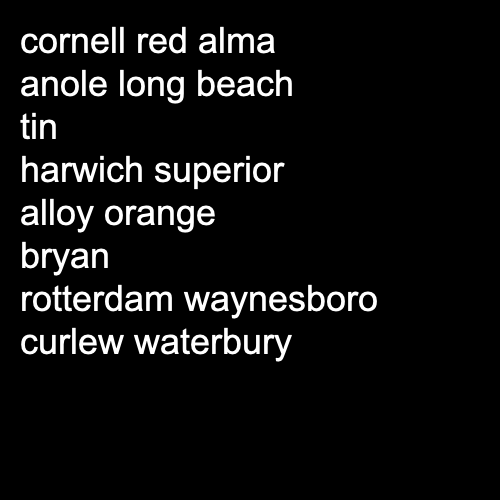 cornell red alma
anole long beach
tin
harwich superior
alloy orange
bryan
rotterdam waynesboro
curlew waterbury